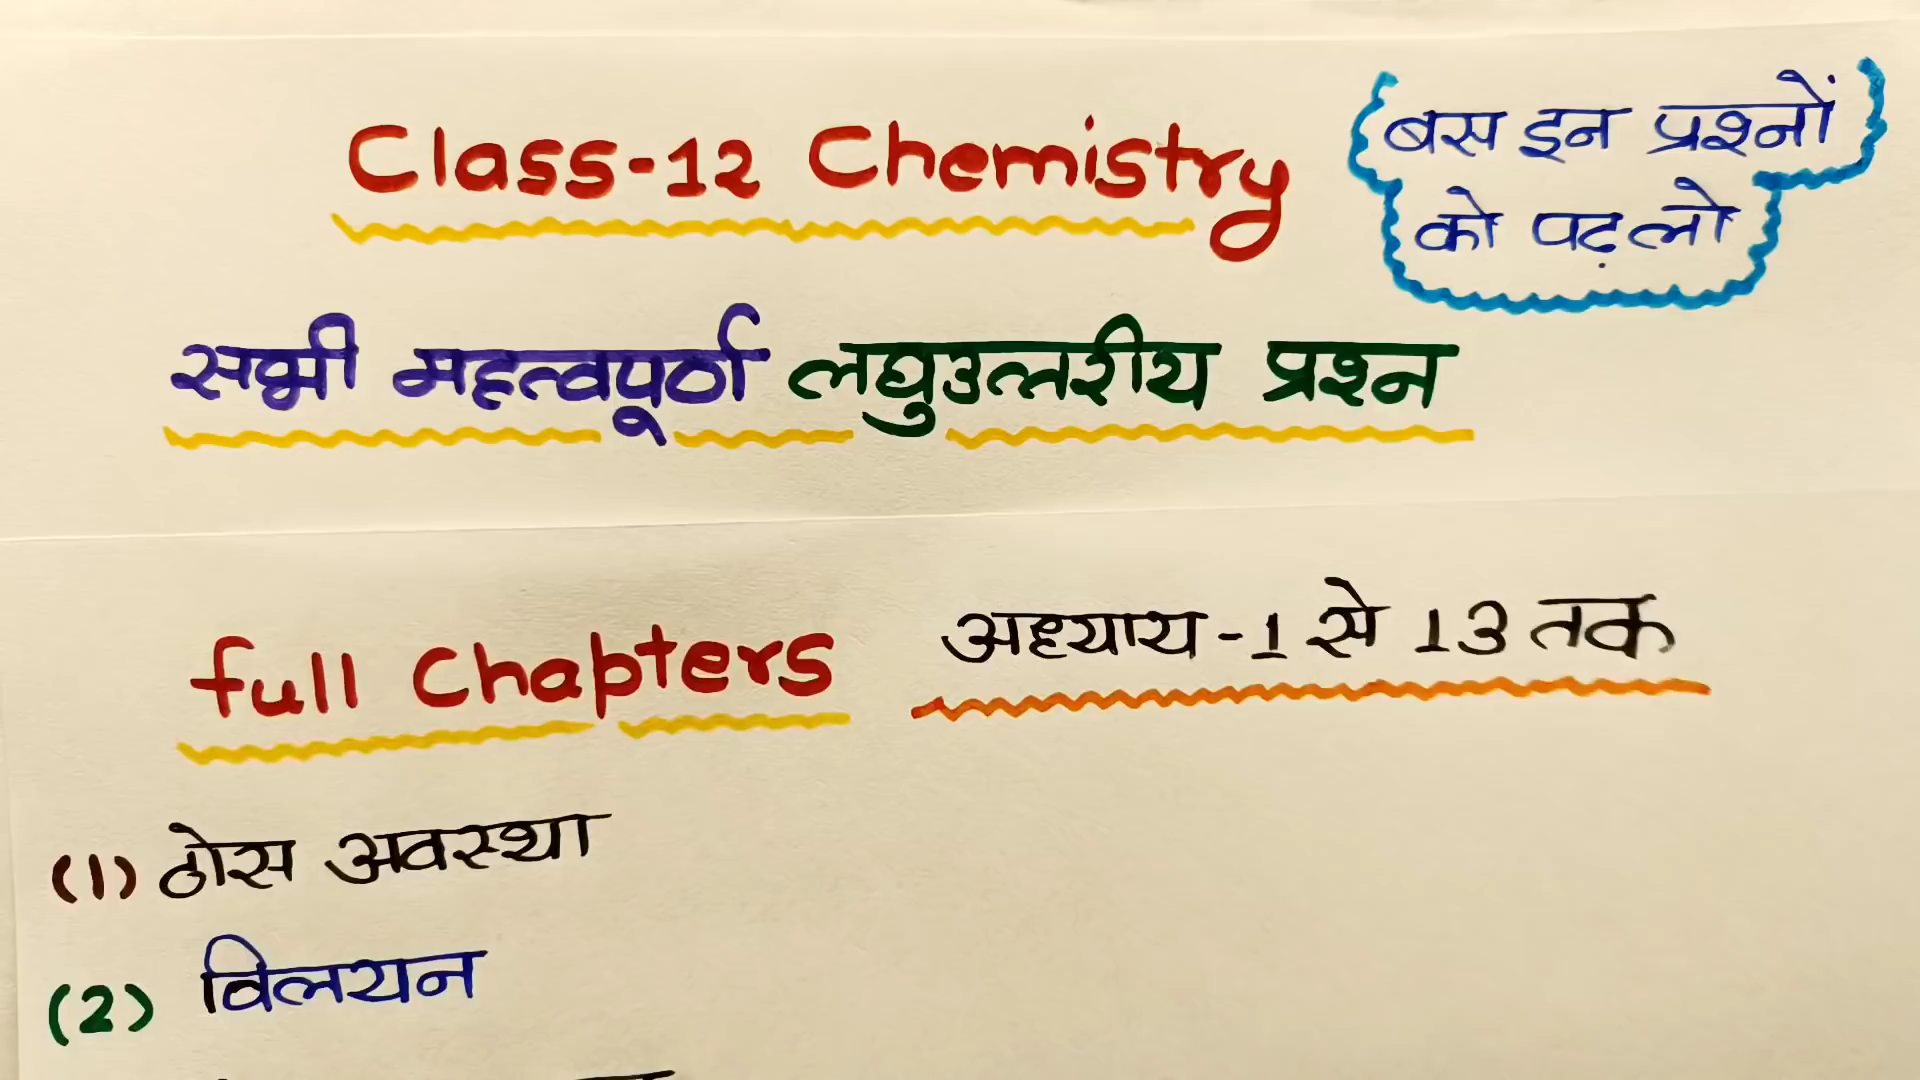 Class-12 Chemistry
बस इन प्रश्नों
को पढ़लो
सभी महत्वपूर्ण लघुउत्तरीय प्रश्न
full Chapters
अध्याय-1 से 13 तक
(1) ठोस अवस्था
(2) विलयन